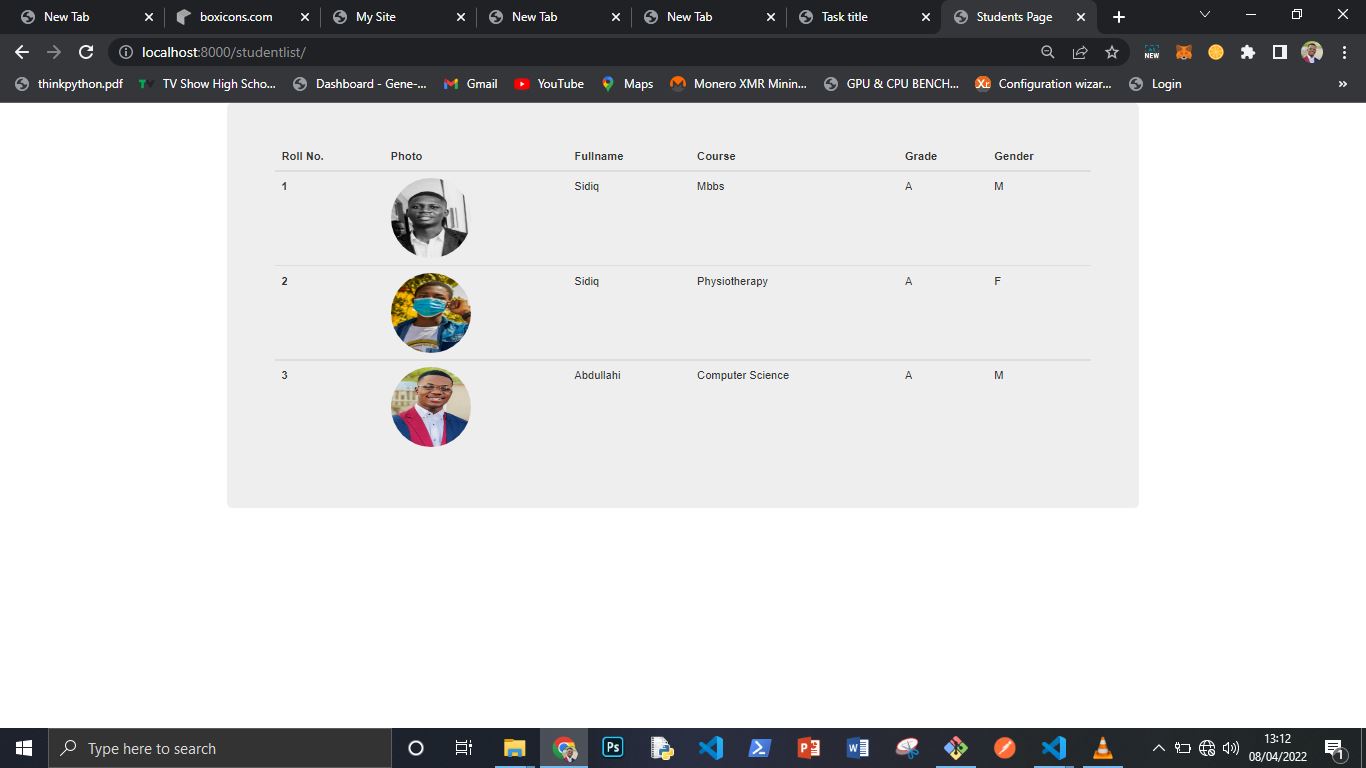 New Tab boxicons.com My Site New Tab New Tab Task title Students Page
localhost:8000/studentlist/
NEW
thinkpython.pdf TV Show High Scho... Dashboard - Gene-... Gmail YouTube Maps Monero XMR Minin... GPU & CPU BENCH... Configuration wizar... Login »
Roll No. Photo Fullname Course Grade Gender
1 Sidiq Mbbs A M
2 Sidiq Physiotherapy A F
3 Abdullahi Computer Science A M
Type here to search
Ps
13:12
08/04/2022
1